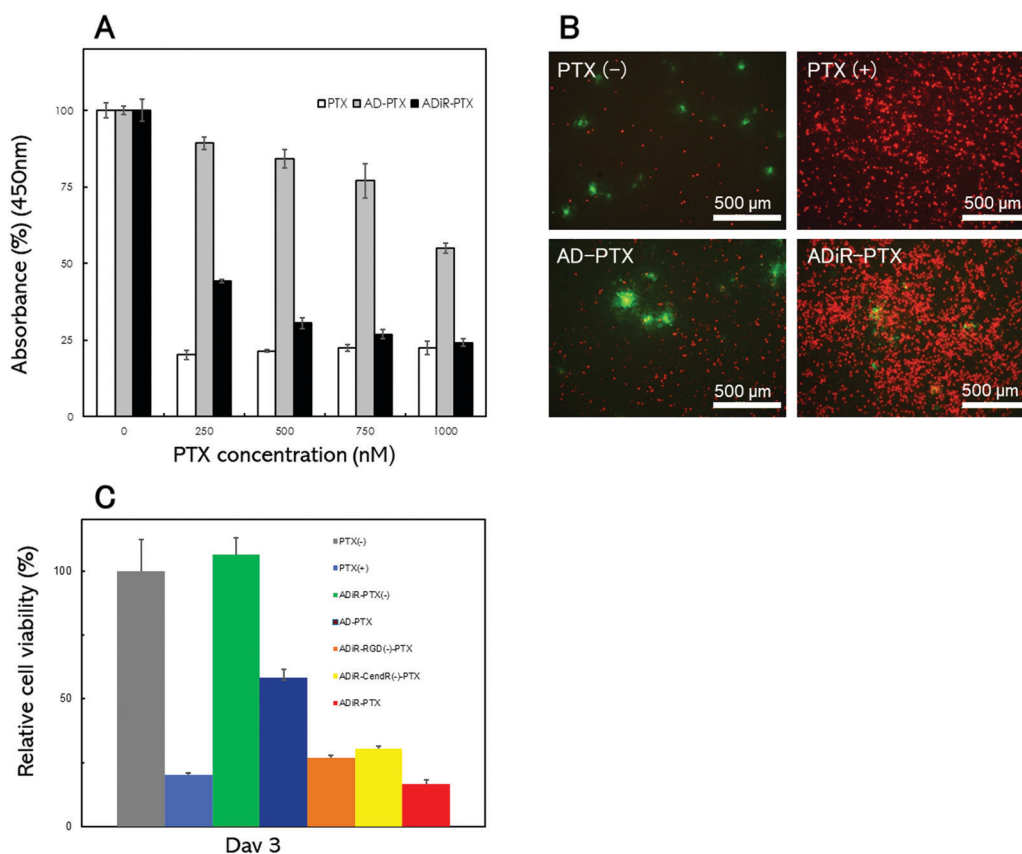 A
Absorbance (%) (450nm)
100
75
50
25
0
PTX AD-PTX ADiR-PTX
0 250 500 750 1000
PTX concentration (nM)
B
PTX (−)
500 µm
PTX (+)
500 µm
AD−PTX
500 µm
ADiR−PTX
500 µm
C
Relative cell viability (%)
100
50
0
PTX(-)
PTX(+)
ADiR-PTX(-)
AD-PTX
ADiR-RGD(-)-PTX
ADiR-CendR(-)-PTX
ADiR-PTX
Day 3